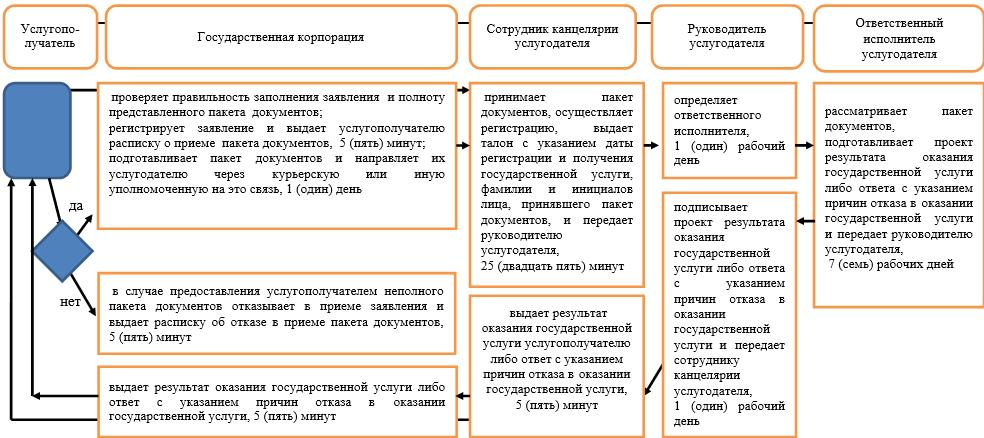 Услугопо-
лучатель
Государственная корпорация
Сотрудник канцелярии
услугодателя
Руководитель
услугодателя
Ответственный
исполнитель
услугодателя
проверяет правильность заполнения заявления и полноту
представленного пакета документов;
регистрирует заявление и выдает услугополучателю
расписку о приеме пакета документов, 5 (пять) минут;
подготавливает пакет документов и направляет их
услугодателю через курьерскую или иную
уполномоченную на это связь, 1 (один) день
да
нет
в случае предоставления услугополучателем неполного
пакета документов отказывает в приеме заявления и
выдает расписку об отказе в приеме пакета документов,
5 (пять) минут
выдает результат оказания государственной услуги либо
ответ с указанием причин отказа в оказании
государственной услуги, 5 (пять) минут
принимает пакет
документов, осуществляет
регистрацию, выдает
талон с указанием даты
регистрации и получения
государственной услуги,
фамилии и инициалов
лица, принявшего пакет
документов, и передает
руководителю
услугодателя,
25 (двадцать пять) минут
выдает результат
оказания государственной
услуги услугополучателю
либо ответ с указанием
причин отказа в оказании
государственной услуги,
5 (пять) минут
определяет
ответственного
исполнителя,
1 (один) рабочий
день
подписывает
проект результата
оказания
государственной
услуги либо ответа
с указанием
причин отказа в
оказании
государственной
услуги и передает
сотруднику
канцелярии
услугодателя,
1 (один) рабочий
день
рассматривает пакет
документов,
подготавливает проект
результата оказания
государственной услуги
либо ответа с указанием
причин отказа в оказании
государственной услуги
и передает руководителю
услугодателя,
7 (семь) рабочих дней